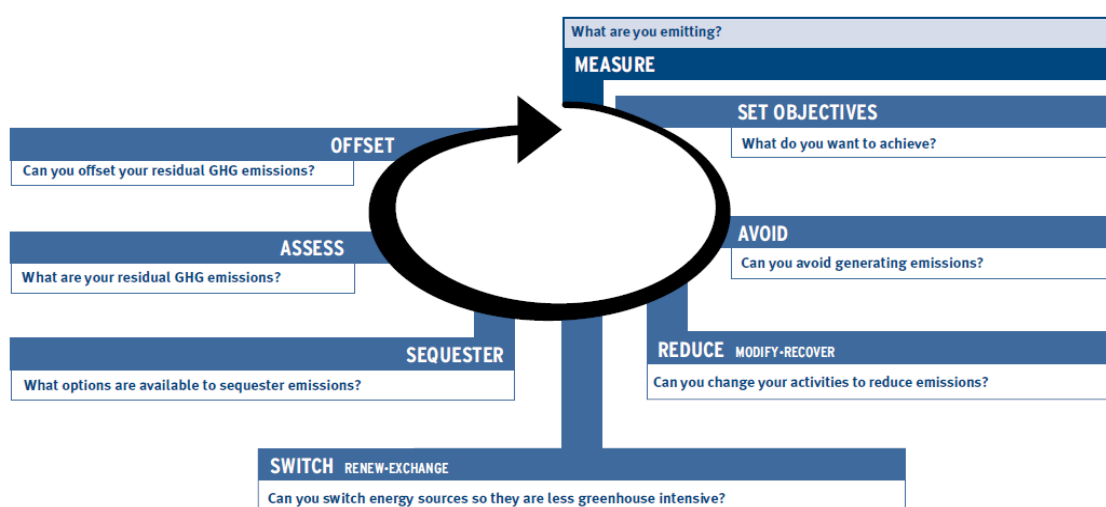 What are you emitting?
MEASURE
SET OBJECTIVES
What do you want to achieve?
AVOID
Can you avoid generating emissions?
REDUCE MODIFY-RECOVER
Can you change your activities to reduce emissions?
SWITCH RENEW-EXCHANGE
Can you switch energy sources so they are less greenhouse intensive?
SEQUESTER
What options are available to sequester emissions?
ASSESS
What are your residual GHG emissions?
OFFSET
Can you offset your residual GHG emissions?